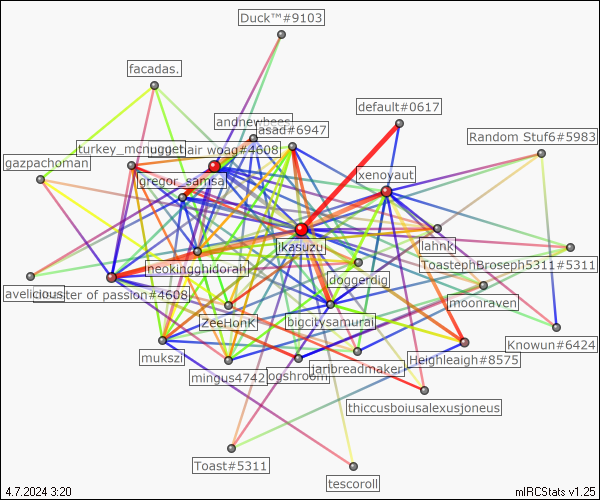 Duck™#9103
facadas.
default#0617
andrewbees
asad#6947
Random Stuf6#5983
turkey_mcnugget
air woag#4608
gazpachoman
xenoyaut
gregor_samsa
lahnk
ikasuzu
ToastephBroseph5311#5311
neokingghidorah
doggerdig
avelicious
cluster of passion#4608
moonraven
ZeeHonK
bigcitysamurai
Knowun#6424
mukszi
Heighleaigh#8575
jarlbreadmaker
mingus4742
ogshroom
thiccusboiusalexusjoneus
Toast#5311
tescoroll
4.7.2024 3:20
mIRCStats v1.25